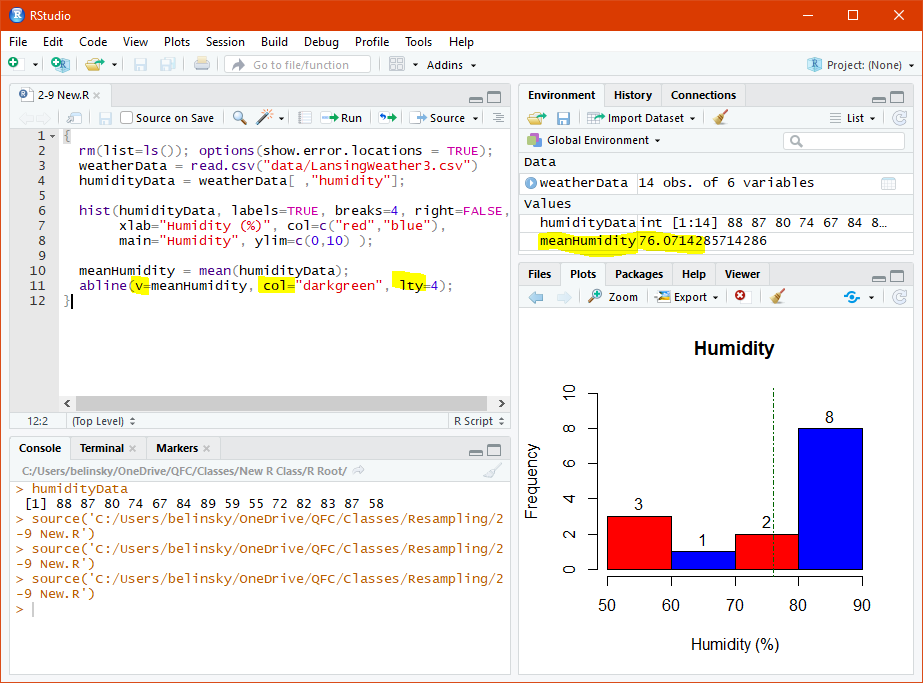 RStudio
File Edit Code View Plots Session Build Debug Profile Tools Help
Go to file/function Addins Project: (None)
2-9 New.R
Source on Save Run Source
1 {
2 rm(list=ls()); options(show.error.locations = TRUE);
3 weatherData = read.csv("data/LansingWeather3.csv")
4 humidityData = weatherData[ ,"humidity"];
5
6 hist(humidityData, labels=TRUE, breaks=4, right=FALSE,
7 xlab="Humidity (%)", col=c("red","blue"),
8 main="Humidity", ylim=c(0,10) );
9
10 meanHumidity = mean(humidityData);
11 abline(v=meanHumidity, col="darkgreen", lty=4);
12 }
12:2 (Top Level) R Script
Console Terminal Markers
C:/Users/belinsky/OneDrive/QFC/Classes/New R Class/R Root/
> humidityData
[1] 88 87 80 74 67 84 89 59 55 72 82 83 87 58
> source('C:/Users/belinsky/OneDrive/QFC/Classes/Resampling/2
-9 New.R')
> source('C:/Users/belinsky/OneDrive/QFC/Classes/Resampling/2
-9 New.R')
> source('C:/Users/belinsky/OneDrive/QFC/Classes/Resampling/2
-9 New.R')
>
Environment History Connections
Import Dataset List
Global Environment
Data
weatherData 14 obs. of 6 variables
Values
humidityData int [1:14] 88 87 80 74 67 84 8…
meanHumidity 76.0714285714286
Files Plots Packages Help Viewer
Zoom Export
Humidity
Frequency
10
8
6
4
2
0
3
1
2
8
50 60 70 80 90
Humidity (%)